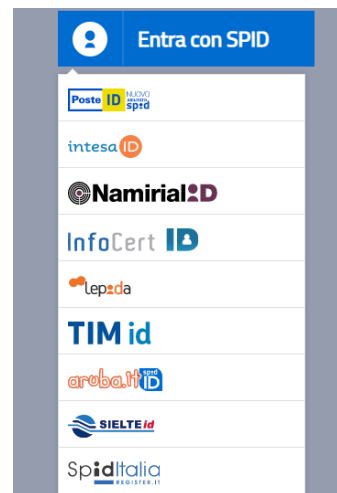 Entra con SPID
Poste ID NUOVO
spid
intesa ID
Namirial ID
InfoCert ID
lepida
TIM id
aruba.it spid ID
SIELTE id
SpidItalia
REGISTER.IT